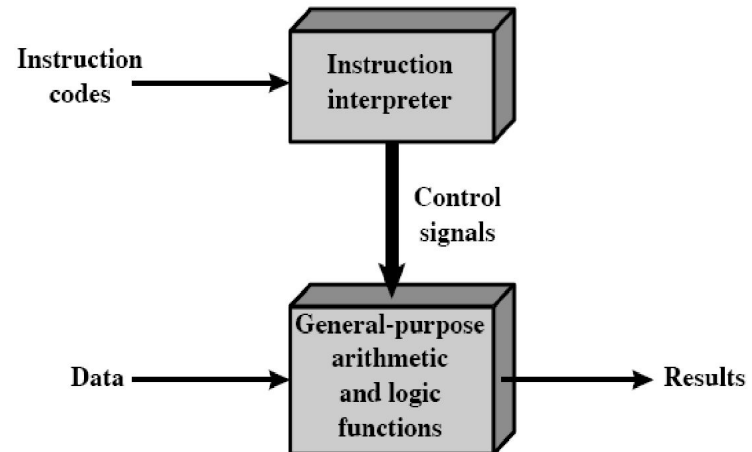 Instruction
codes
Instruction
interpreter
Control
signals
Data
General-purpose
arithmetic
and logic
functions
Results